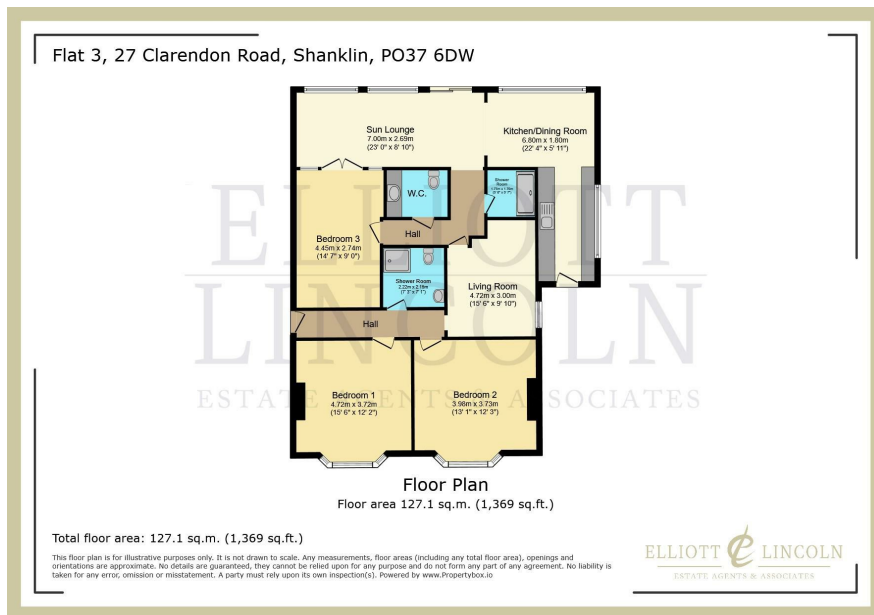 Flat 3, 27 Clarendon Road, Shanklin, PO37 6DW
Sun Lounge
7.00m x 2.69m
(23' 0" x 8' 10")
Kitchen/Dining Room
6.80m x 1.80m
(22' 4" x 5' 11")
W.C.
Shower
Room
Hall
Bedroom 3
4.45m x 2.74m
(14' 7" x 9' 0")
Shower Room
2.22m x 2.16m
(7' 3" x 7' 1")
Living Room
4.72m x 3.00m
(15' 6" x 9' 10")
Hall
Bedroom 1
4.72m x 3.72m
(15' 6" x 12' 2")
Bedroom 2
3.98m x 3.73m
(13' 1" x 12' 3")
ELLIOTT
LINCOLN
ESTATE AGENTS & ASSOCIATES
Floor Plan
Floor area 127.1 sq.m. (1,369 sq.ft.)
Total floor area: 127.1 sq.m. (1,369 sq.ft.)
This floor plan is for illustrative purposes only. It is not drawn to scale. Any measurements, floor areas (including any total floor area), openings and
orientations are approximate. No details are guaranteed, they cannot be relied upon for any purpose and do not form any part of any agreement. No liability is
taken for any error, omission or misstatement. A party must rely upon its own inspection(s). Powered by www.Propertybox.io
ELLIOTT LINCOLN
ESTATE AGENTS & ASSOCIATES